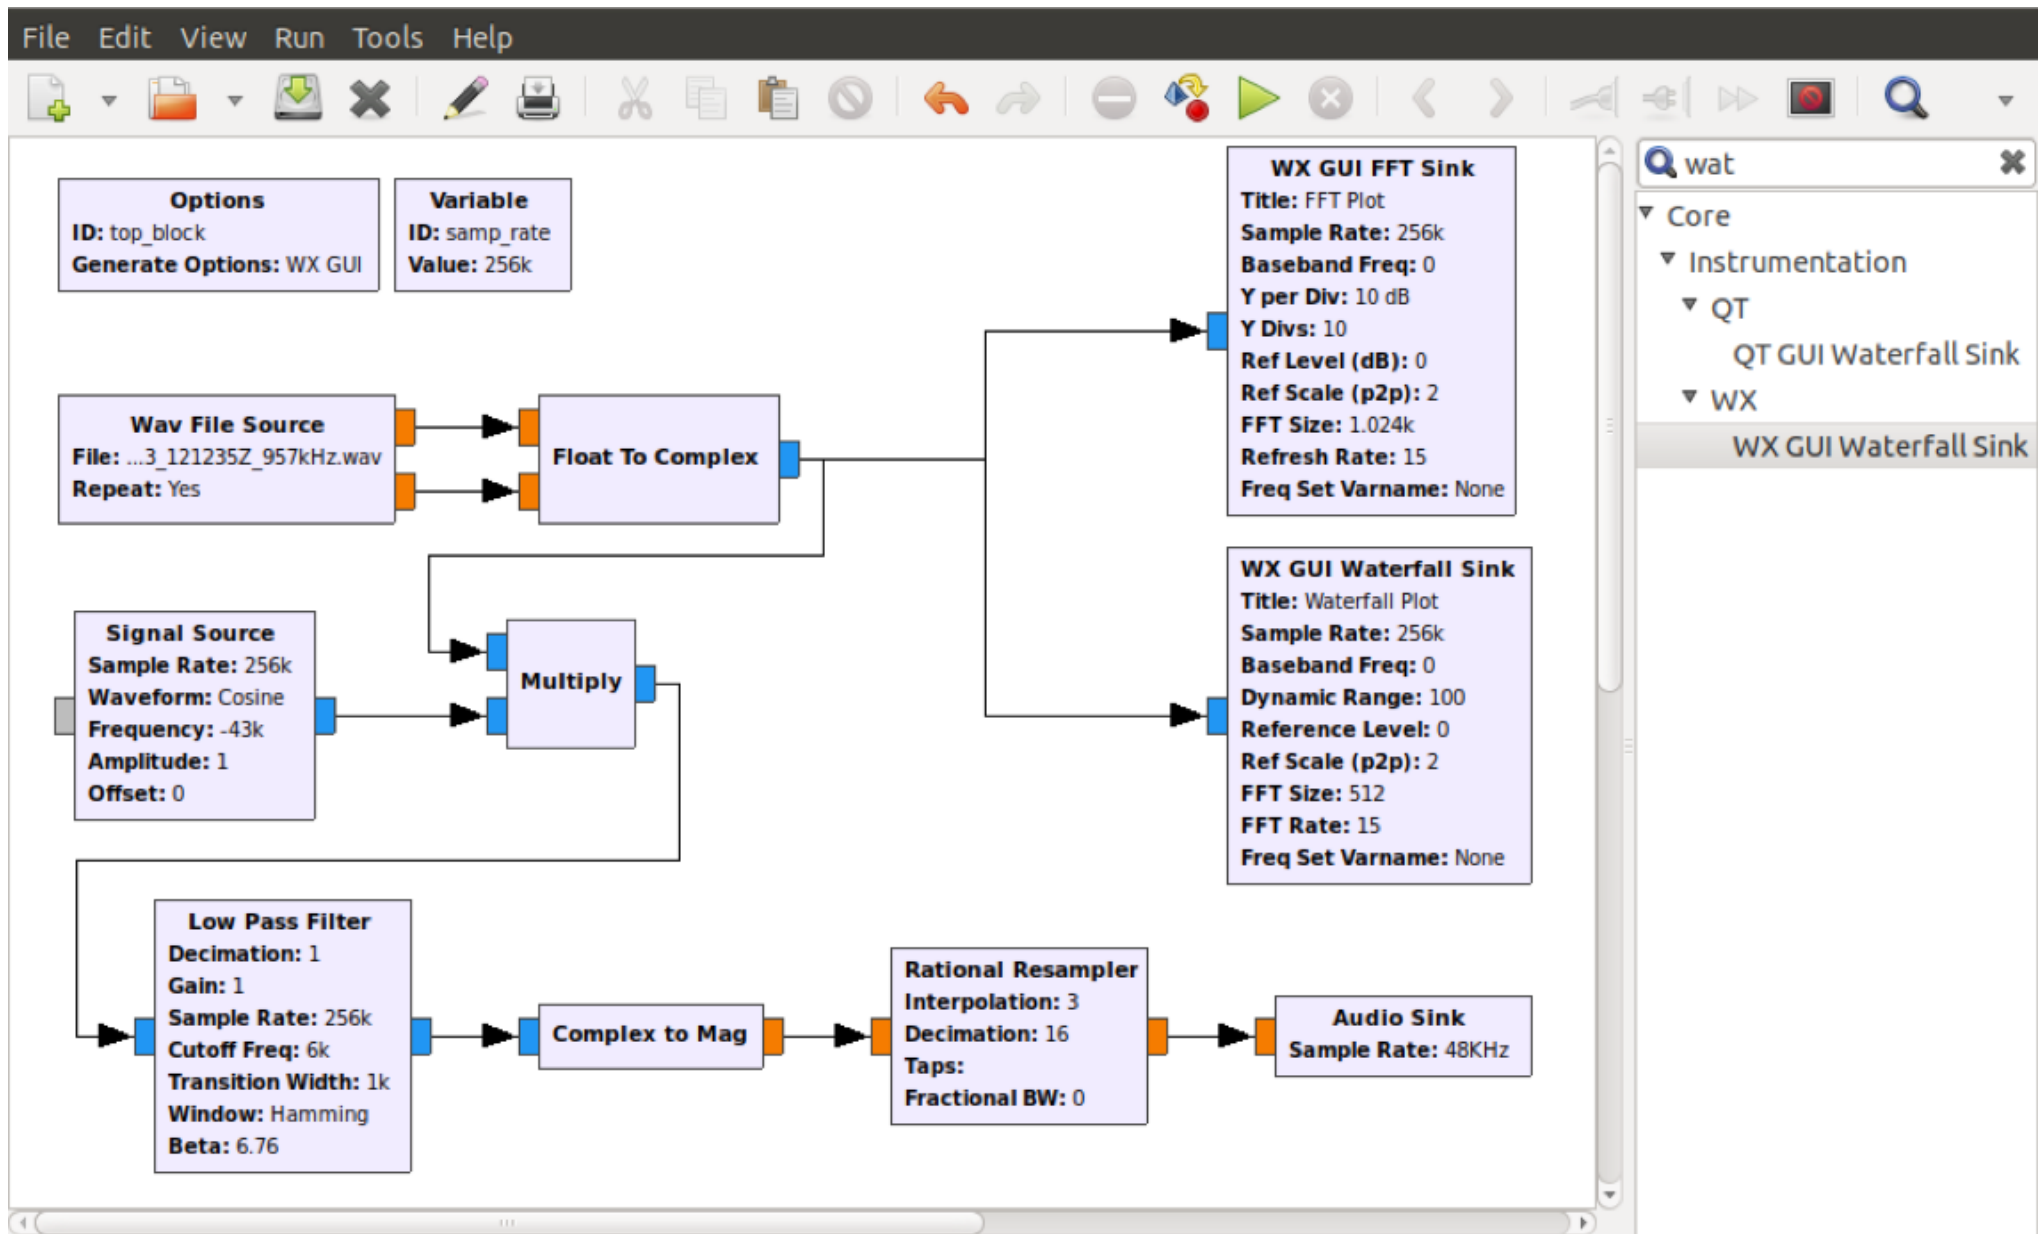 File Edit View Run Tools Help
wat
Core
Instrumentation
QT
QT GUI Waterfall Sink
WX
WX GUI Waterfall Sink
Options
ID: top_block
Generate Options: WX GUI
Variable
ID: samp_rate
Value: 256k
WX GUI FFT Sink
Title: FFT Plot
Sample Rate: 256k
Baseband Freq: 0
Y per Div: 10 dB
Y Divs: 10
Ref Level (dB): 0
Ref Scale (p2p): 2
FFT Size: 1.024k
Refresh Rate: 15
Freq Set Varname: None
Wav File Source
File: ...3_121235Z_957kHz.wav
Repeat: Yes
Float To Complex
WX GUI Waterfall Sink
Title: Waterfall Plot
Sample Rate: 256k
Baseband Freq: 0
Dynamic Range: 100
Reference Level: 0
Ref Scale (p2p): 2
FFT Size: 512
FFT Rate: 15
Freq Set Varname: None
Signal Source
Sample Rate: 256k
Waveform: Cosine
Frequency: -43k
Amplitude: 1
Offset: 0
Multiply
Low Pass Filter
Decimation: 1
Gain: 1
Sample Rate: 256k
Cutoff Freq: 6k
Transition Width: 1k
Window: Hamming
Beta: 6.76
Complex to Mag
Rational Resampler
Interpolation: 3
Decimation: 16
Taps:
Fractional BW: 0
Audio Sink
Sample Rate: 48KHz